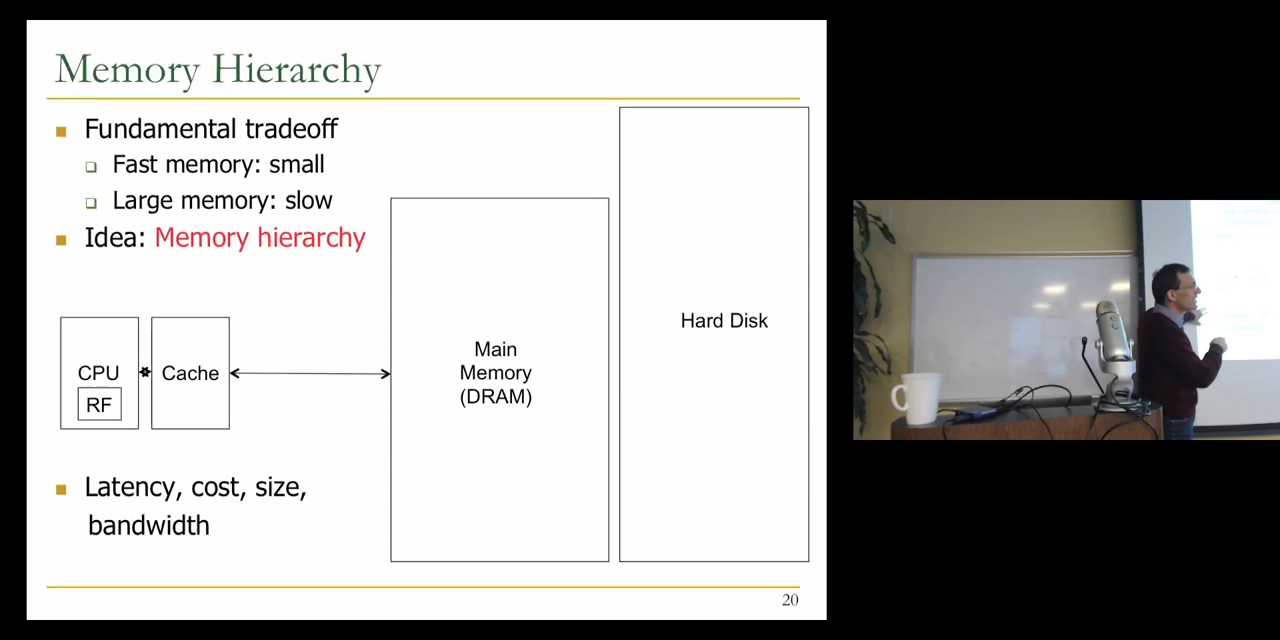 Memory Hierarchy
Fundamental tradeoff
Fast memory: small
Large memory: slow
Idea: Memory hierarchy
CPU
RF
Cache
Main
Memory
(DRAM)
Hard Disk
Latency, cost, size,
bandwidth
20